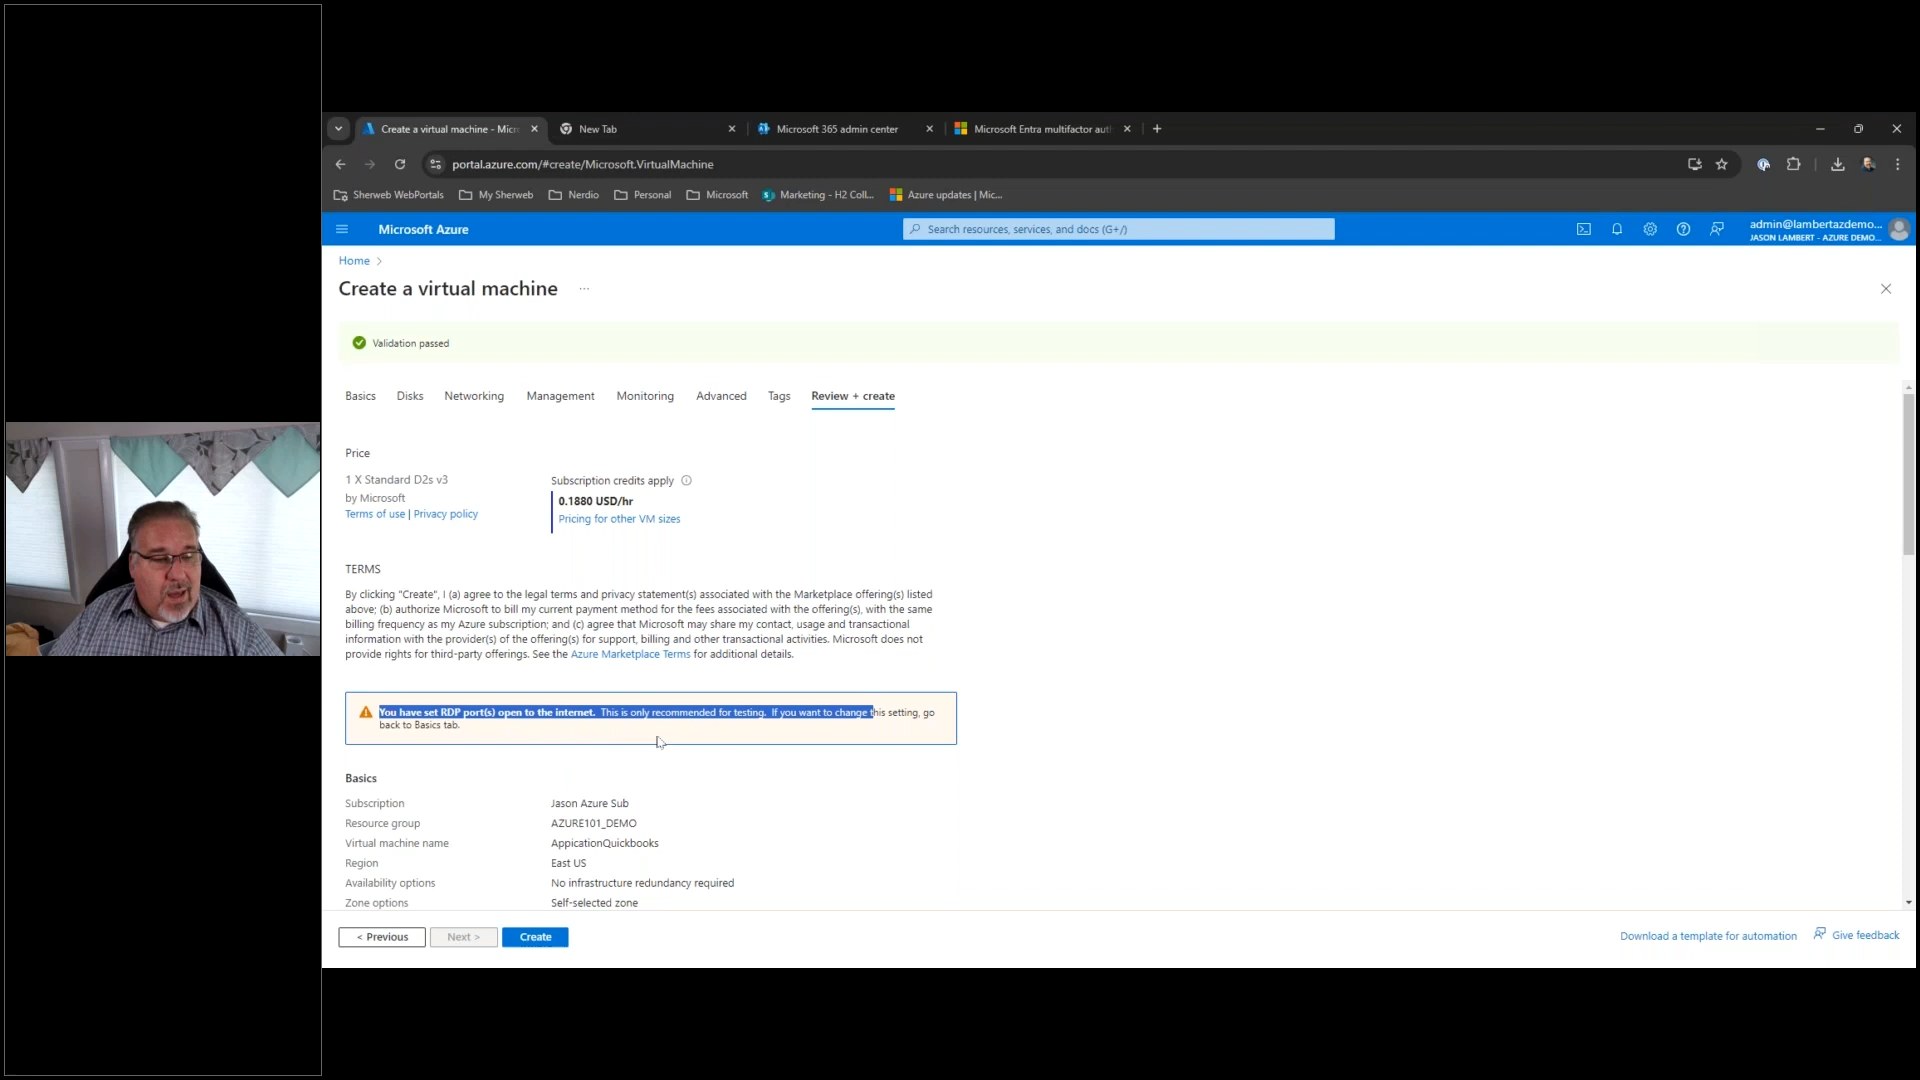 Create a virtual machine - Micr
New Tab
Microsoft 365 admin center
Microsoft Entra multifactor aut
portal.azure.com/#create/Microsoft.VirtualMachine
Sherweb WebPortals
My Sherweb
Nerdio
Personal
Microsoft
Marketing - H2 Coll...
Azure updates | Mic...
Microsoft Azure
Search resources, services, and docs (G+/)
admin@lambertazdemo...
JASON LAMBERT - AZURE DEMO...
Home >
Create a virtual machine ...
Validation passed
Basics Disks Networking Management Monitoring Advanced Tags Review + create
Price
1 X Standard D2s v3
by Microsoft
Terms of use | Privacy policy
Subscription credits apply
0.1880 USD/hr
Pricing for other VM sizes
TERMS
By clicking "Create", I (a) agree to the legal terms and privacy statement(s) associated with the Marketplace offering(s) listed
above; (b) authorize Microsoft to bill my current payment method for the fees associated with the offering(s), with the same
billing frequency as my Azure subscription; and (c) agree that Microsoft may share my contact, usage and transactional
information with the provider(s) of the offering(s) for support, billing and other transactional activities. Microsoft does not
provide rights for third-party offerings. See the Azure Marketplace Terms for additional details.
You have set RDP port(s) open to the internet. This is only recommended for testing. If you want to change this setting, go
back to Basics tab.
Basics
Subscription Jason Azure Sub
Resource group AZURE101_DEMO
Virtual machine name AppicationQuickbooks
Region East US
Availability options No infrastructure redundancy required
Zone options Self-selected zone
< Previous
Next >
Create
Download a template for automation
Give feedback